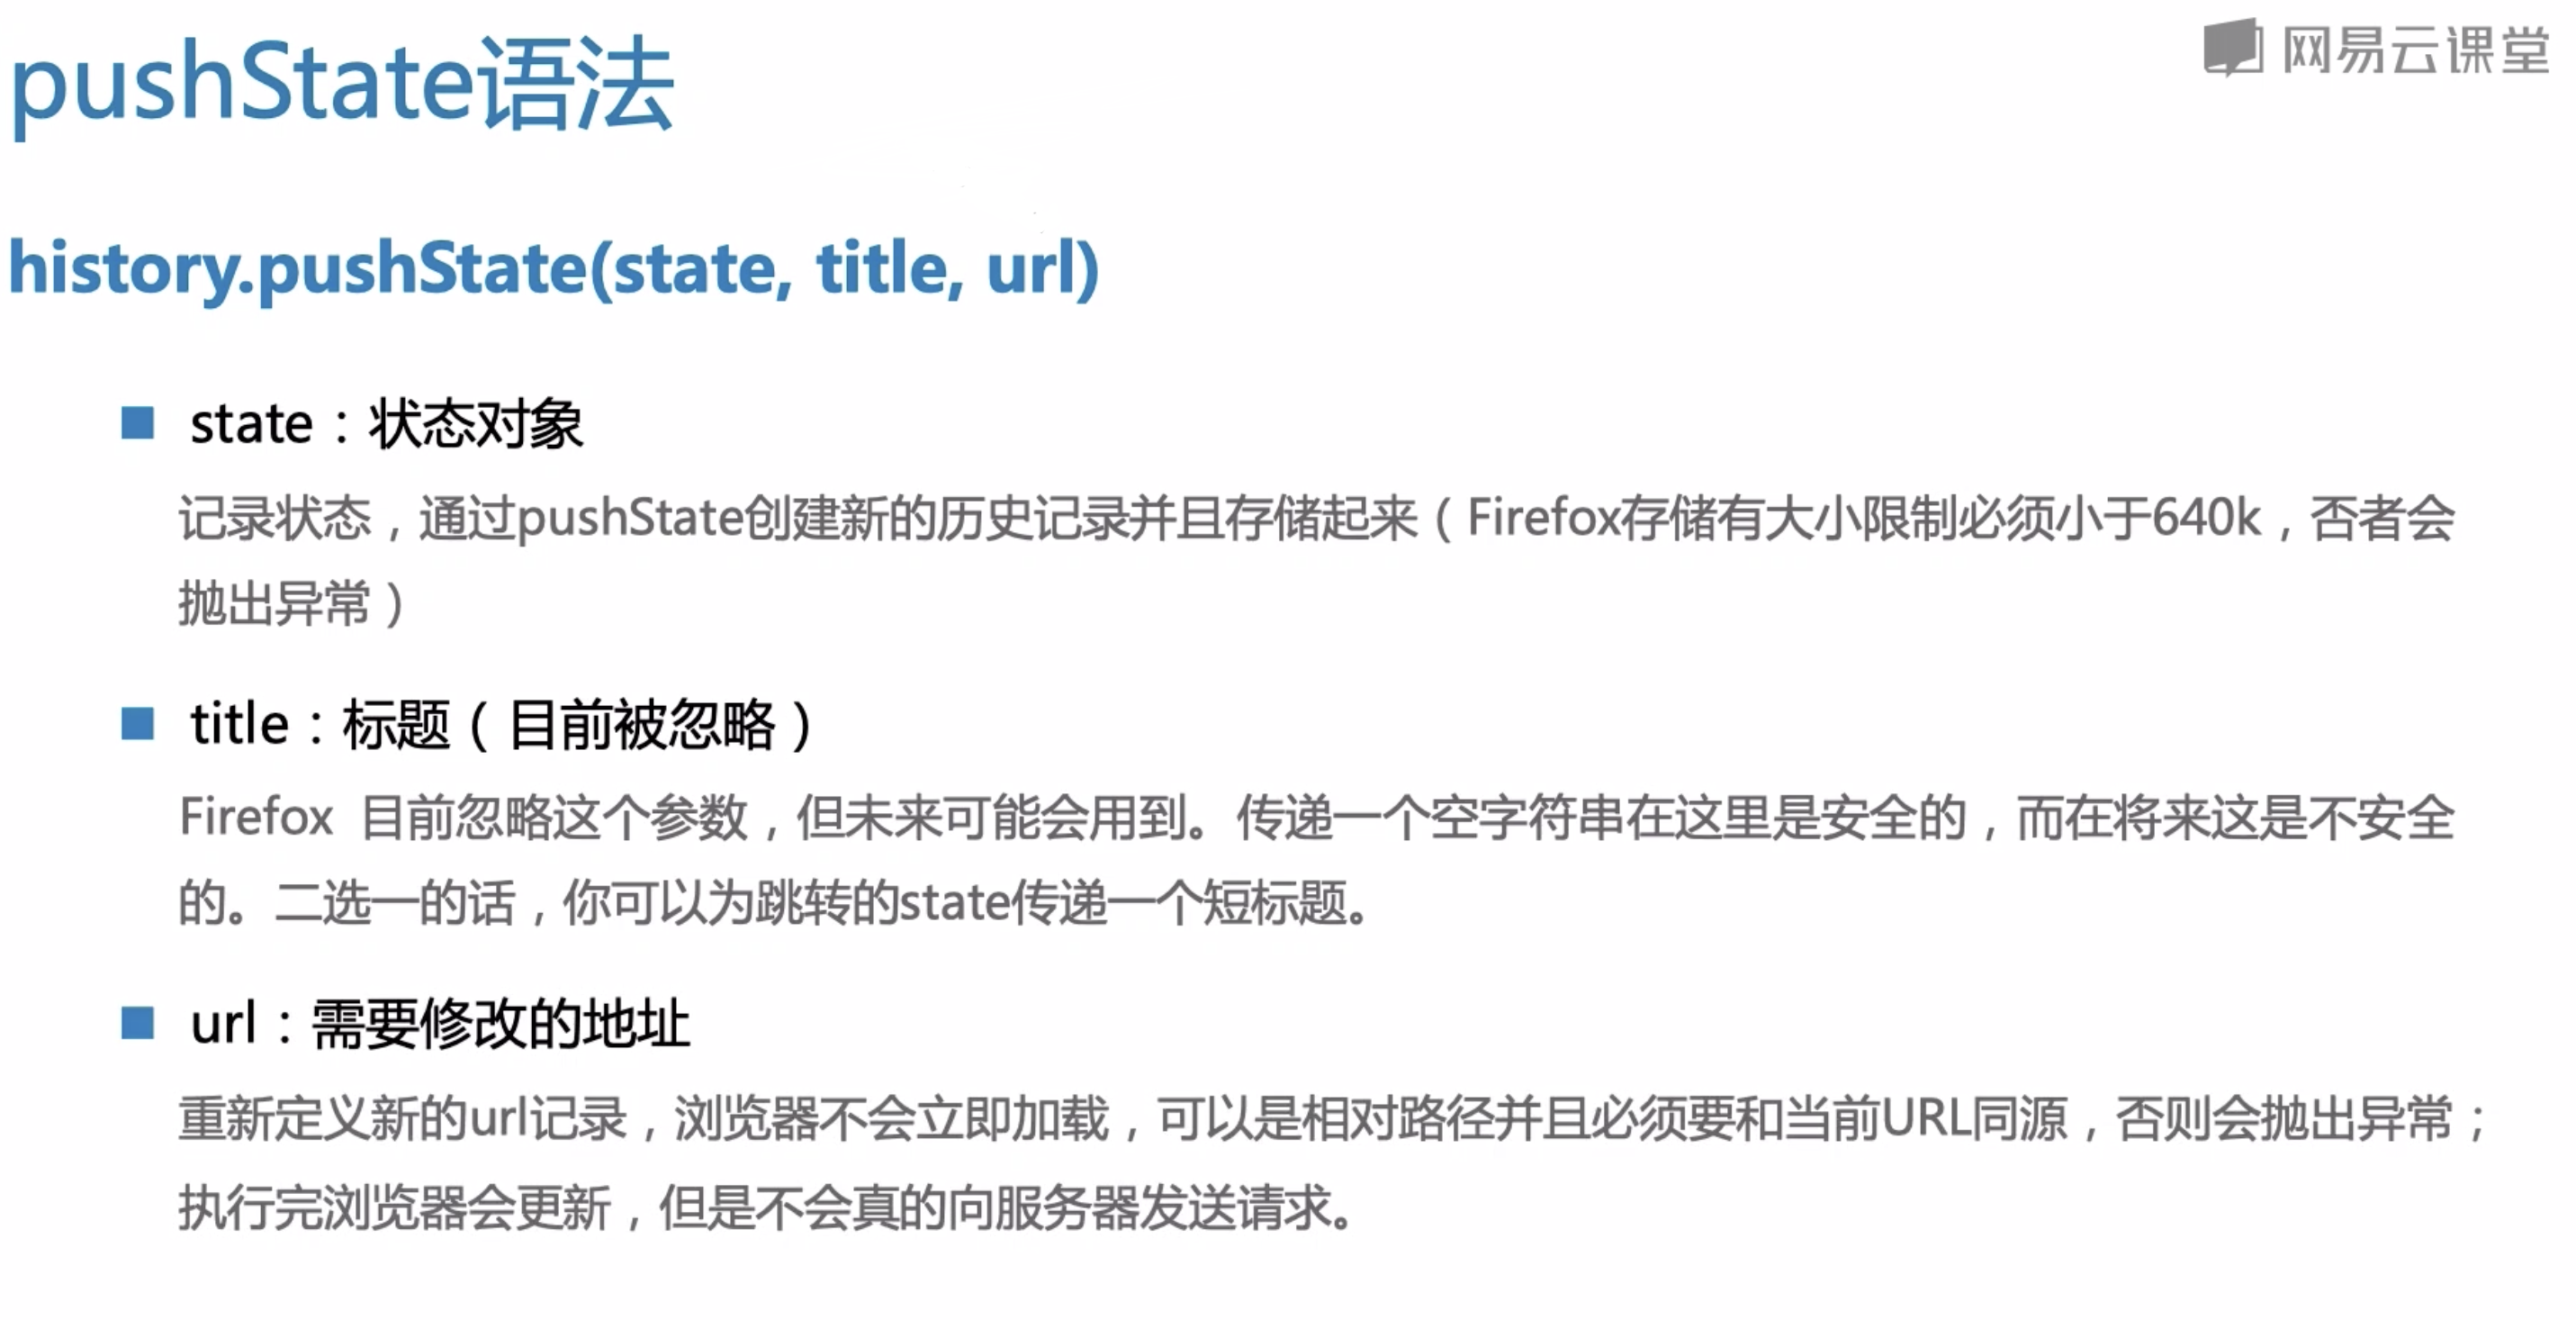 pushState语法
网易云课堂
history.pushState(state, title, url)
state：状态对象
记录状态，通过pushState创建新的历史记录并且存储起来（Firefox存储有大小限制必须小于640k，否者会
抛出异常）
title：标题（目前被忽略）
Firefox 目前忽略这个参数，但未来可能会用到。传递一个空字符串在这里是安全的，而在将来这是不安全
的。二选一的话，你可以为跳转的state传递一个短标题。
url：需要修改的地址
重新定义新的url记录，浏览器不会立即加载，可以是相对路径并且必须要和当前URL同源，否则会抛出异常；
执行完浏览器会更新，但是不会真的向服务器发送请求。